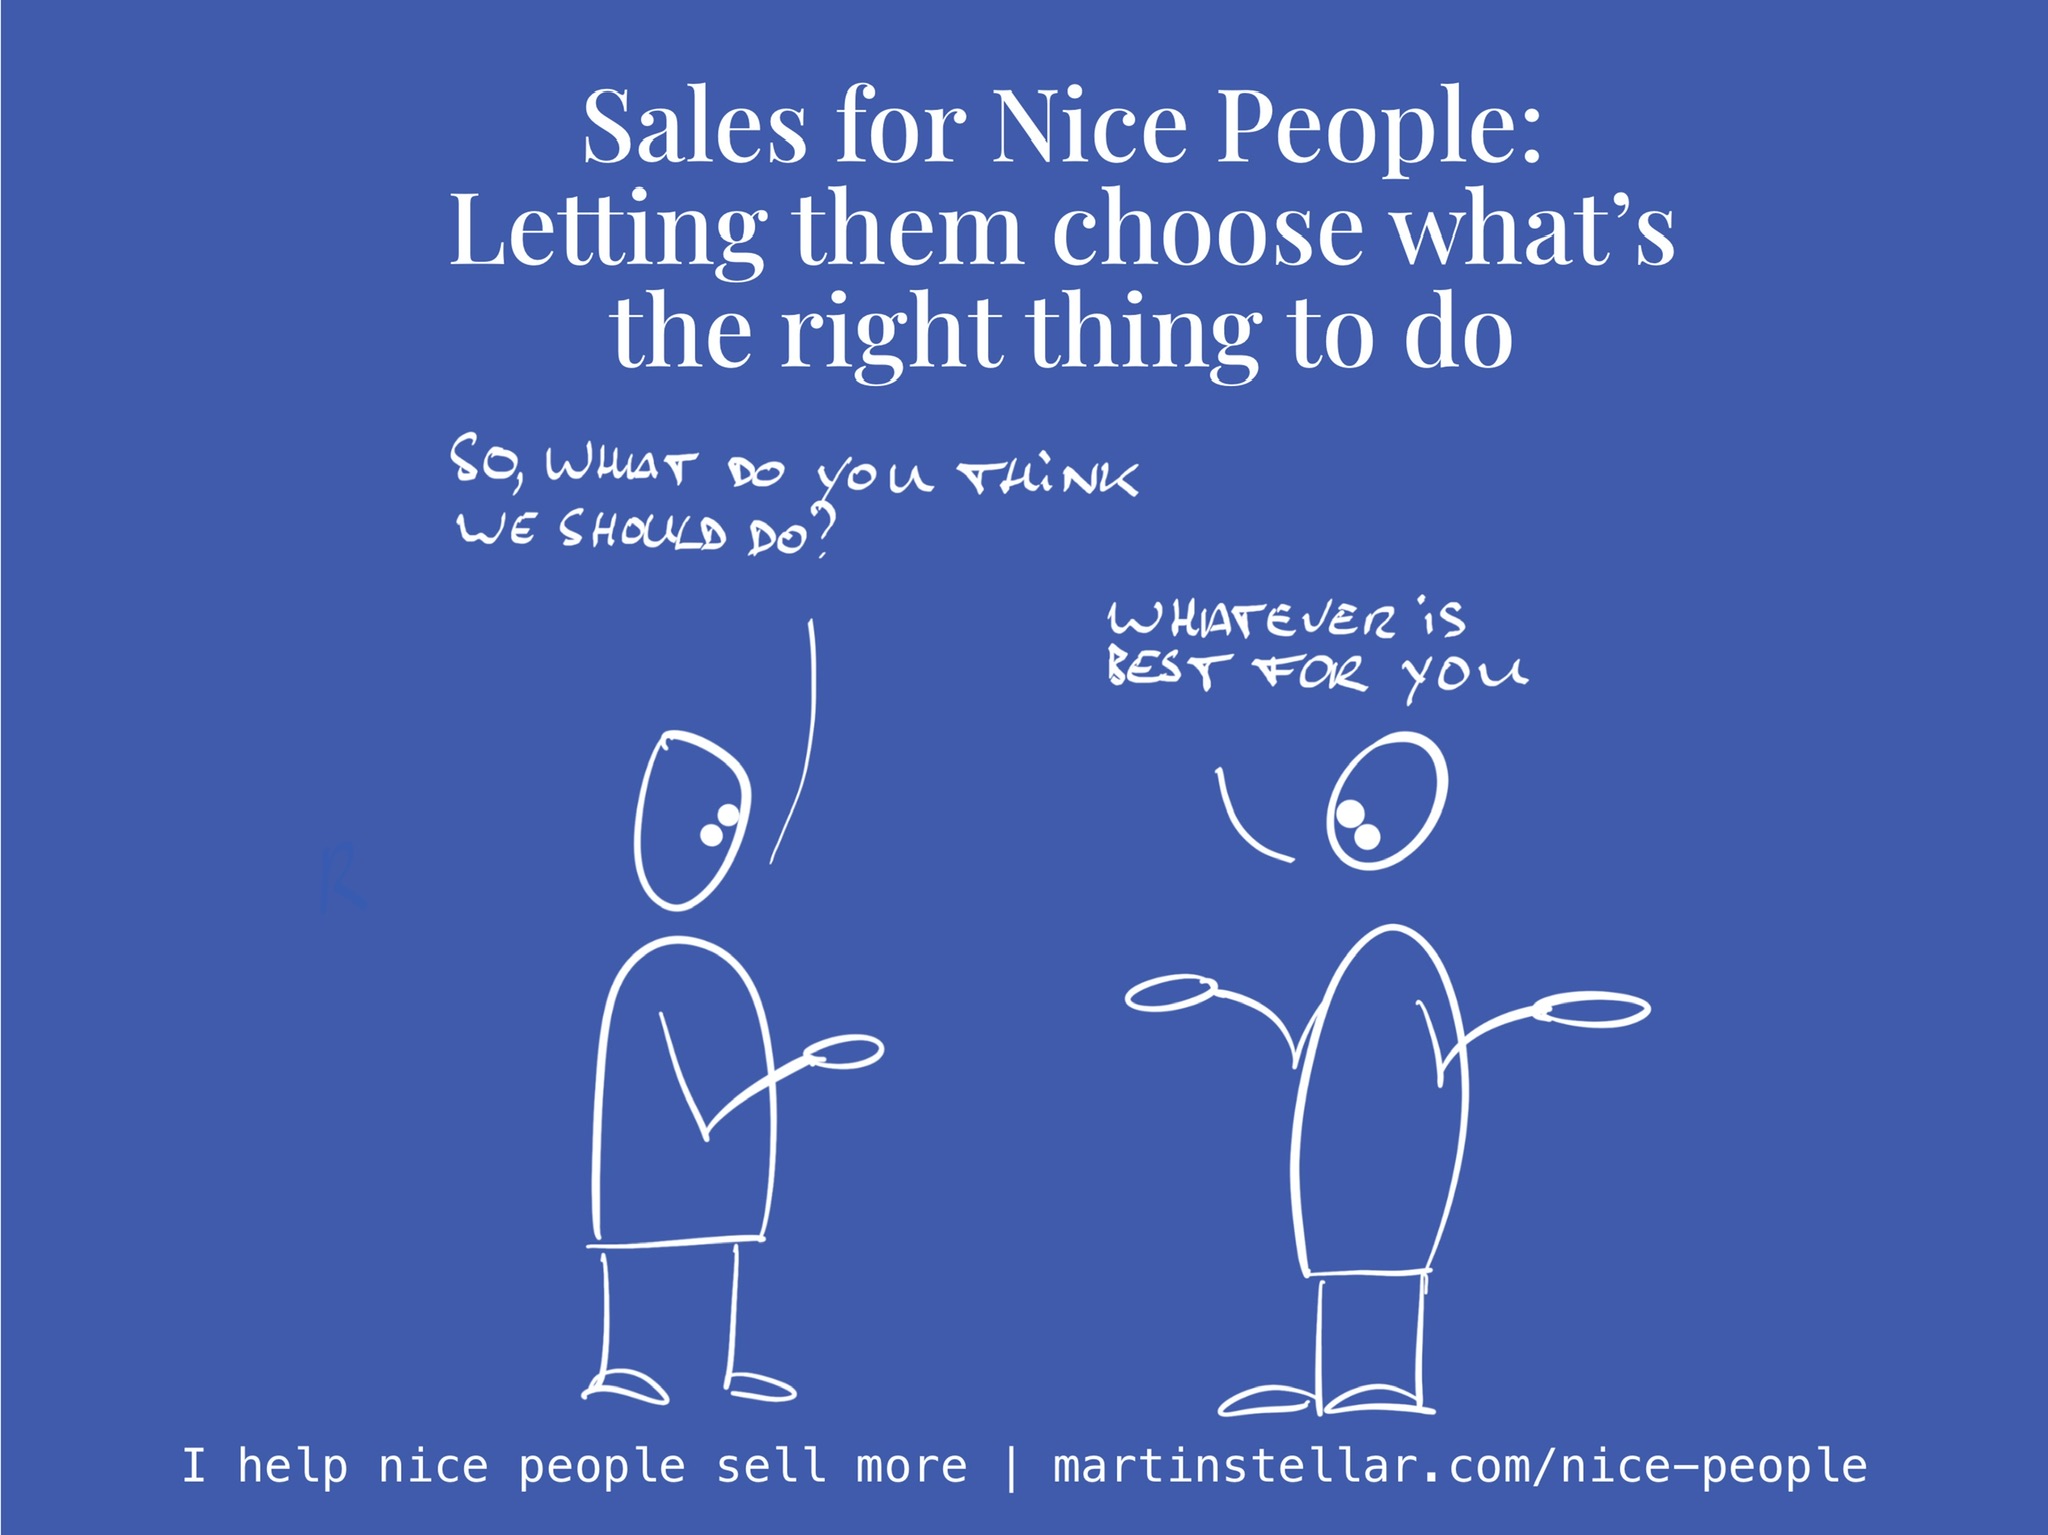 Sales for Nice People:
Letting them choose what's
the right thing to do
SO, WHAT DO YOU THiNK
WE SHOULD DO?
WHATEVER iS
BEST FOR YOU
R
I help nice people sell more | martinstellar.com/nice-people